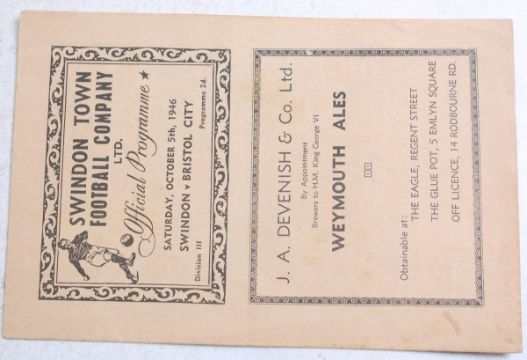 SWINDON TOWN
FOOTBALL COMPANY
LTD.
Official Programme ★
SATURDAY, OCTOBER 5th, 1946
SWINDON v BRISTOL CITY
Division III
Programme 2d.
J. A. DEVENISH & Co. Ltd.
By Appointment
Brewers to H.M. King George VI
WEYMOUTH ALES
Obtainable at:
THE EAGLE, REGENT STREET
THE GLUE POT, 5 EMLYN SQUARE
OFF LICENCE, 14 RODBOURNE RD.